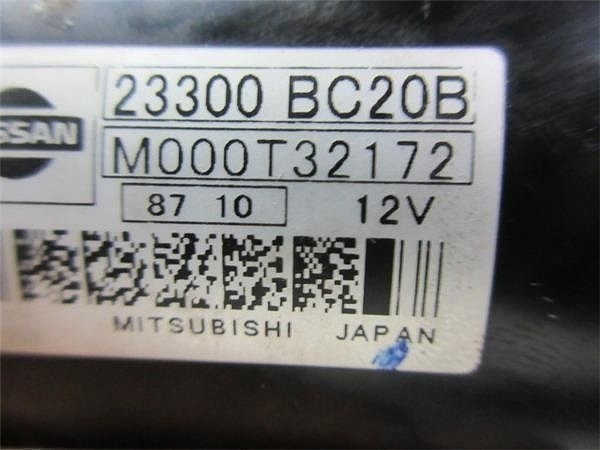 23300 BC20B
SSAN
M000T32172
87 10 12V
MITSUBISHI JAPAN